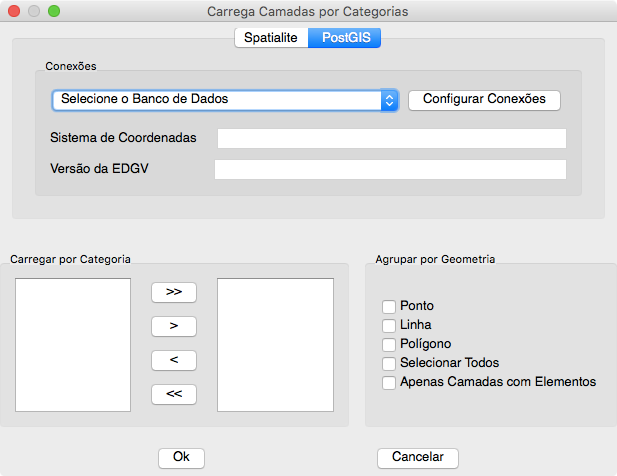 Carrega Camadas por Categorias
Spatialite PostGIS
Conexões
Selecione o Banco de Dados
Configurar Conexões
Sistema de Coordenadas
Versão da EDGV
Carregar por Categoria
>>
>
<
<<
Agrupar por Geometria
Ponto
Linha
Polígono
Selecionar Todos
Apenas Camadas com Elementos
Ok
Cancelar